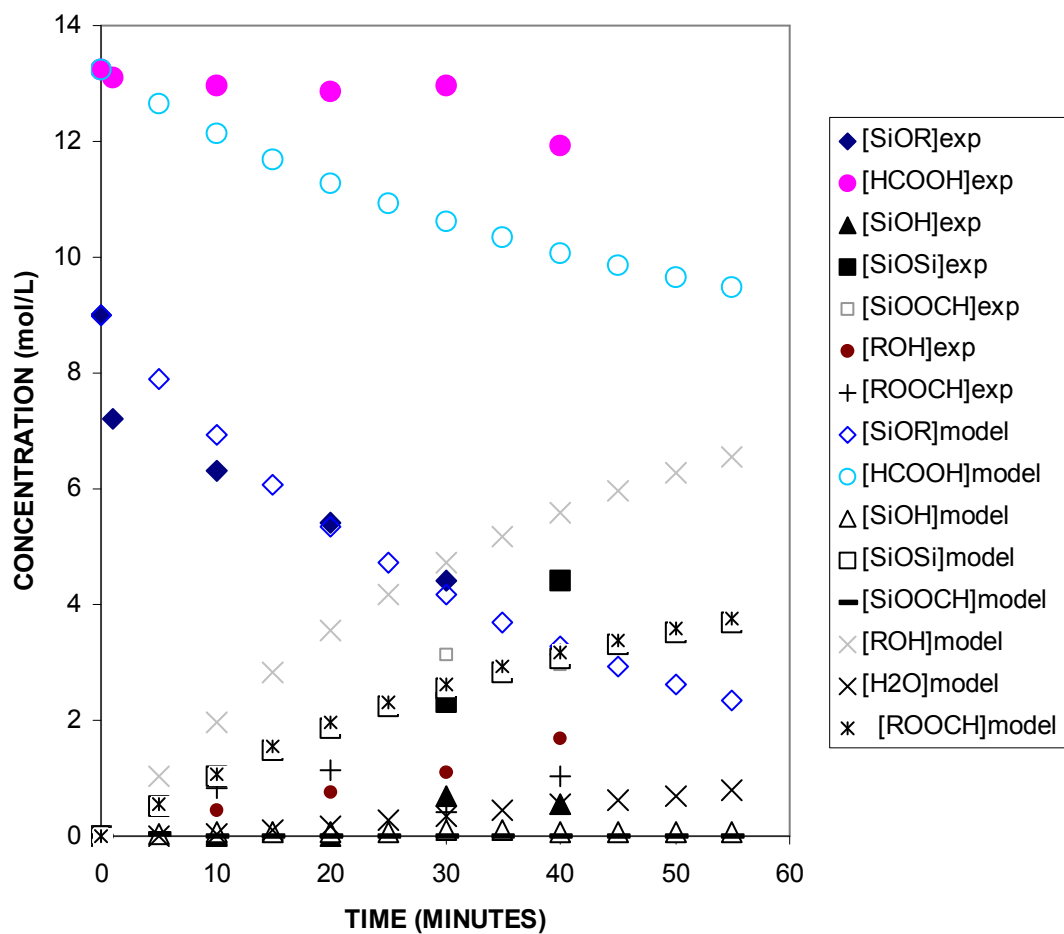 14
12
10
8
6
4
2
0
0
10
20
30
40
50
60
CONCENTRATION (mol/L)
TIME (MINUTES)
[SiOR]exp
[HCOOH]exp
[SiOH]exp
[SiOSi]exp
[SiOOCH]exp
[ROH]exp
[ROOCH]exp
[SiOR]model
[HCOOH]model
[SiOH]model
[SiOSi]model
[SiOOCH]model
[ROH]model
[H2O]model
[ROOCH]model